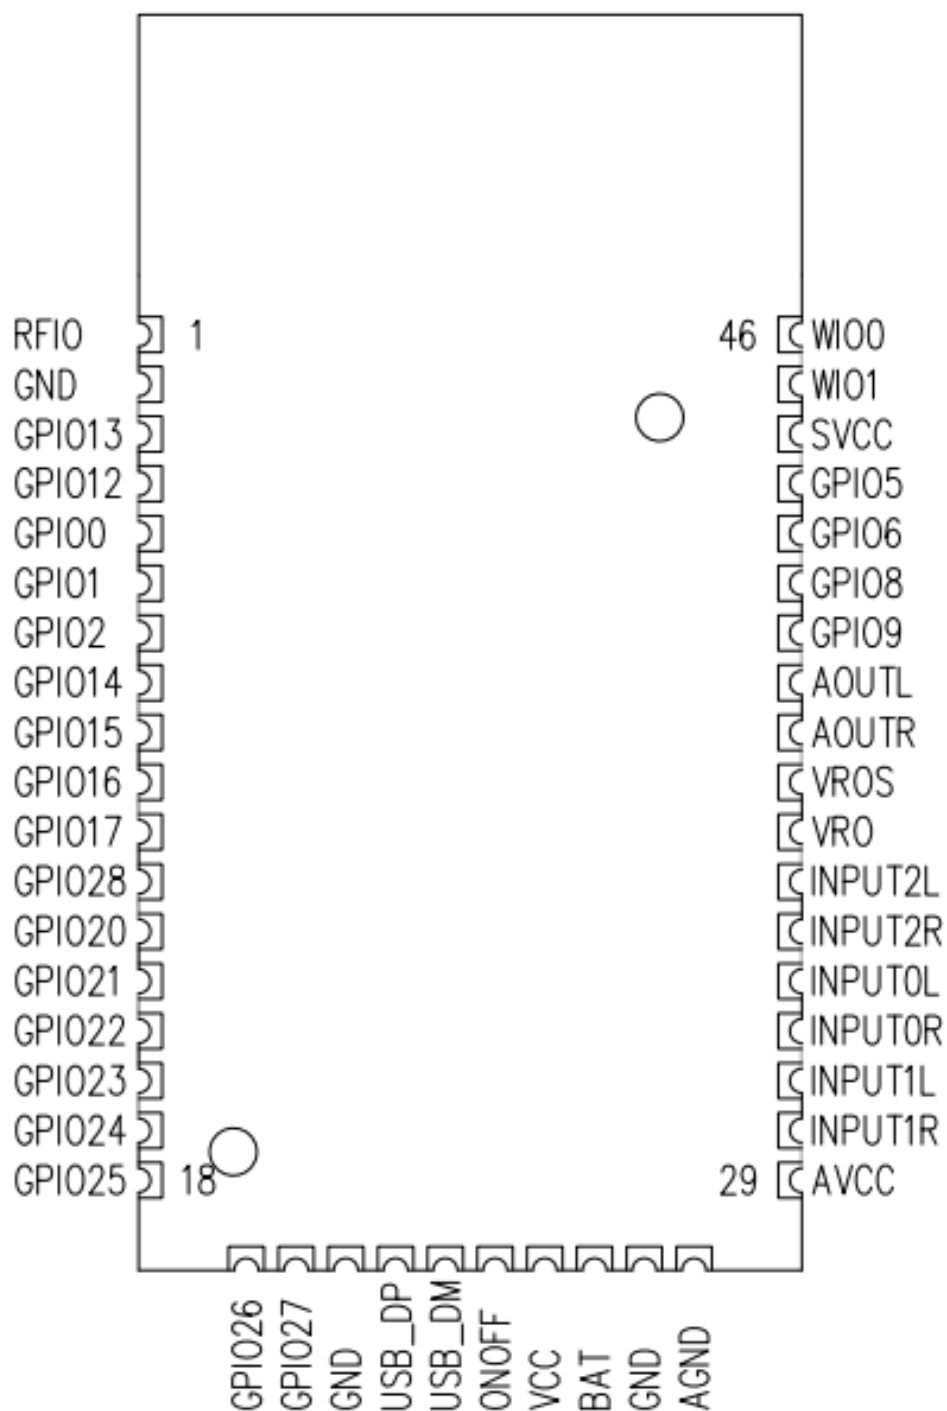 RFIO 1 46 WIO0
GND WIO1
GPIO13 SVCC
GPIO12 GPIO5
GPIO0 GPIO6
GPIO1 GPIO8
GPIO2 GPIO9
GPIO14 AOUTL
GPIO15 AOUTR
GPIO16 VROS
GPIO17 VRO
GPIO28 INPUT2L
GPIO20 INPUT2R
GPIO21 INPUT0L
GPIO22 INPUT0R
GPIO23 INPUT1L
GPIO24 INPUT1R
GPIO25 18 29 AVCC
GPIO26
GPIO27
GND
USB_DP
USB_DM
ONOFF
VCC
BAT
GND
AGND